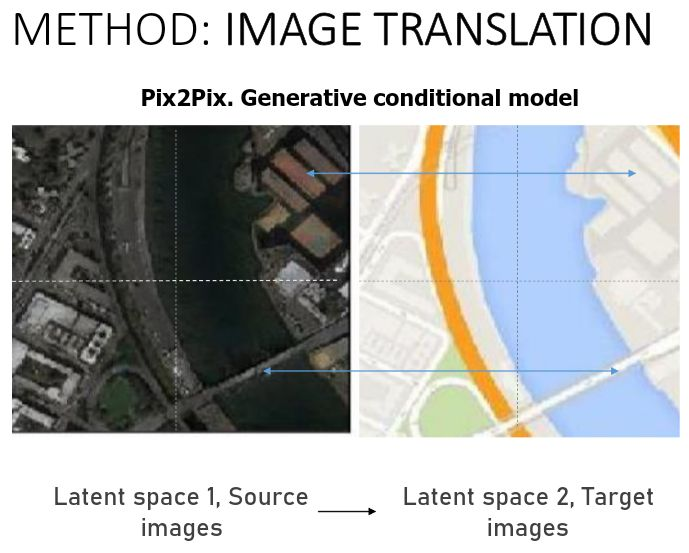 METHOD: IMAGE TRANSLATION
Pix2Pix. Generative conditional model
Latent space 1, Source
images
Latent space 2, Target
images